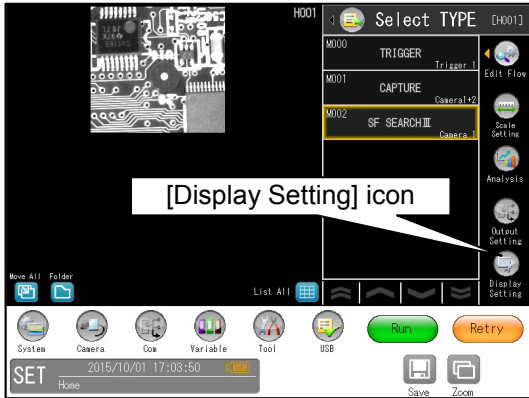 H001
Select TYPE
[H001]
M000
TRIGGER
Trigger 1
M001
CAPTURE
Camera1+2
M002
SF SEARCHⅢ
Camera 1
Edit Flow
Scale
Setting
Analysis
Output
Setting
Display
Setting
[Display Setting] icon
Move All
Folder
List All
System
Camera
Com
Variable
Tool
USB
Run
Retry
SET
2015/10/01 17:03:50
USB
Home
Save
Zoom